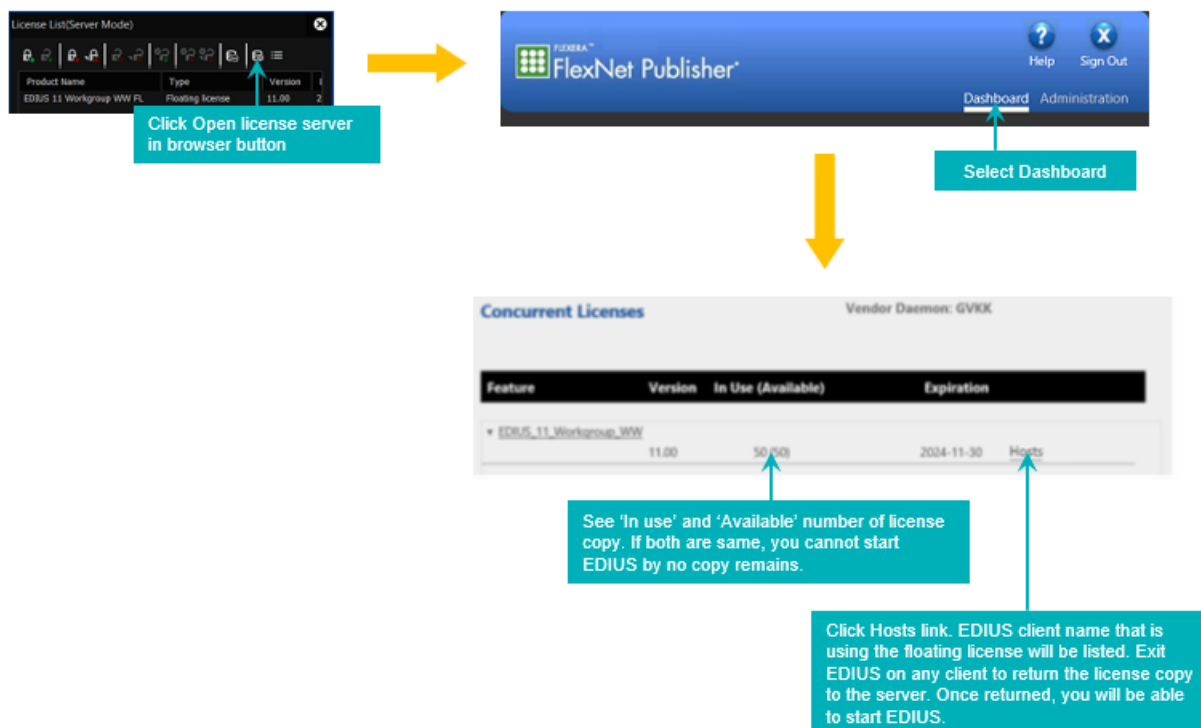 License List(Server Mode)
Product Name Type Version
EDIUS 11 Workgroup WW FL Floating license 11.00 2
Click Open license server
in browser button
FLEXERA™
FlexNet Publisher
Help Sign Out
Dashboard Administration
Select Dashboard
Concurrent Licenses Vendor Daemon: GVKK
Feature Version In Use (Available) Expiration
EDIUS_11_Workgroup_WW
11.00 50 (50) 2024-11-30 Hosts
See 'In use' and 'Available' number of license
copy. If both are same, you cannot start
EDIUS by no copy remains.
Click Hosts link. EDIUS client name that is
using the floating license will be listed. Exit
EDIUS on any client to return the license copy
to the server. Once returned, you will be able
to start EDIUS.